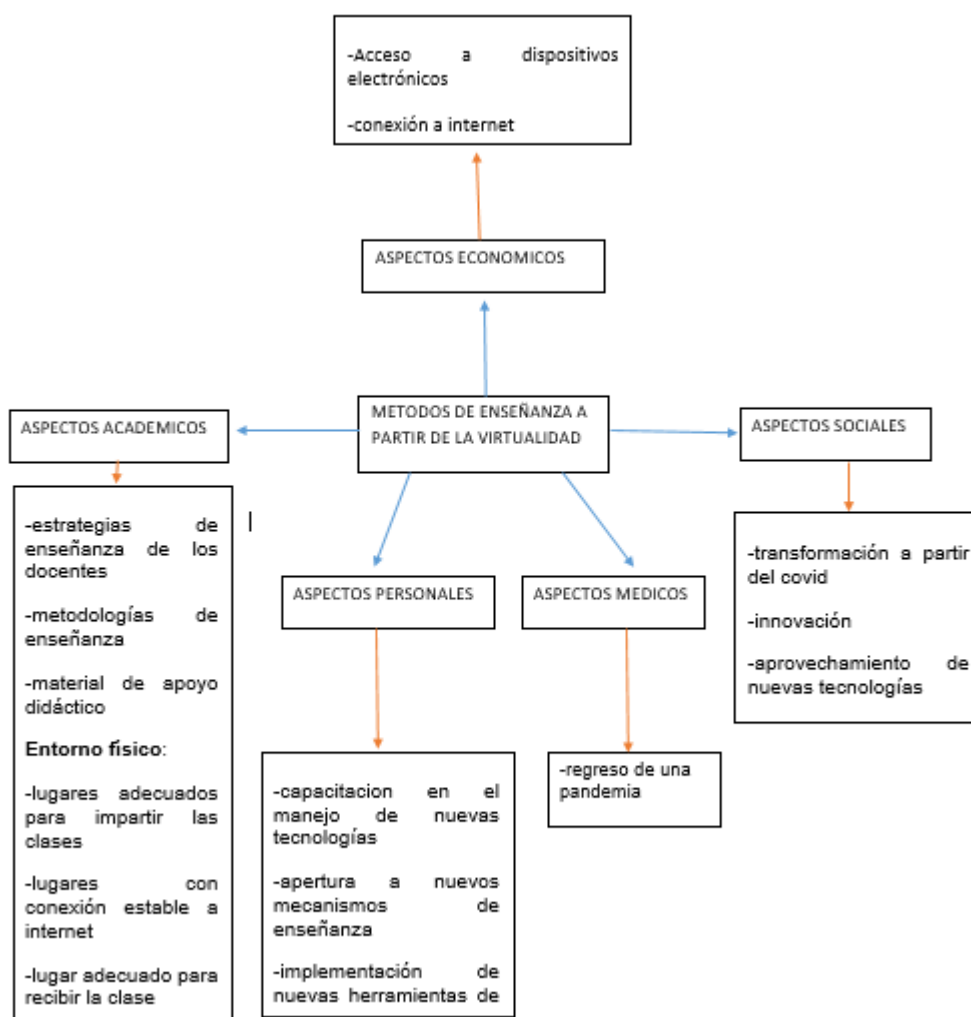 -Acceso a dispositivos
electrónicos
-conexión a internet
ASPECTOS ECONOMICOS
METODOS DE ENSEÑANZA A
PARTIR DE LA VIRTUALIDAD
ASPECTOS ACADEMICOS
-estrategias de
enseñanza de los
docentes
-metodologías de
enseñanza
-material de apoyo
didáctico
Entorno físico:
-lugares adecuados
para impartir las
clases
-lugares con
conexión estable a
internet
-lugar adecuado para
recibir la clase
ASPECTOS PERSONALES
-capacitacion en el
manejo de nuevas
tecnologías
-apertura a nuevos
mecanismos de
enseñanza
-implementación de
nuevas herramientas de
ASPECTOS MEDICOS
-regreso de una
pandemia
ASPECTOS SOCIALES
-transformación a partir
del covid
-innovación
-aprovechamiento de
nuevas tecnologías